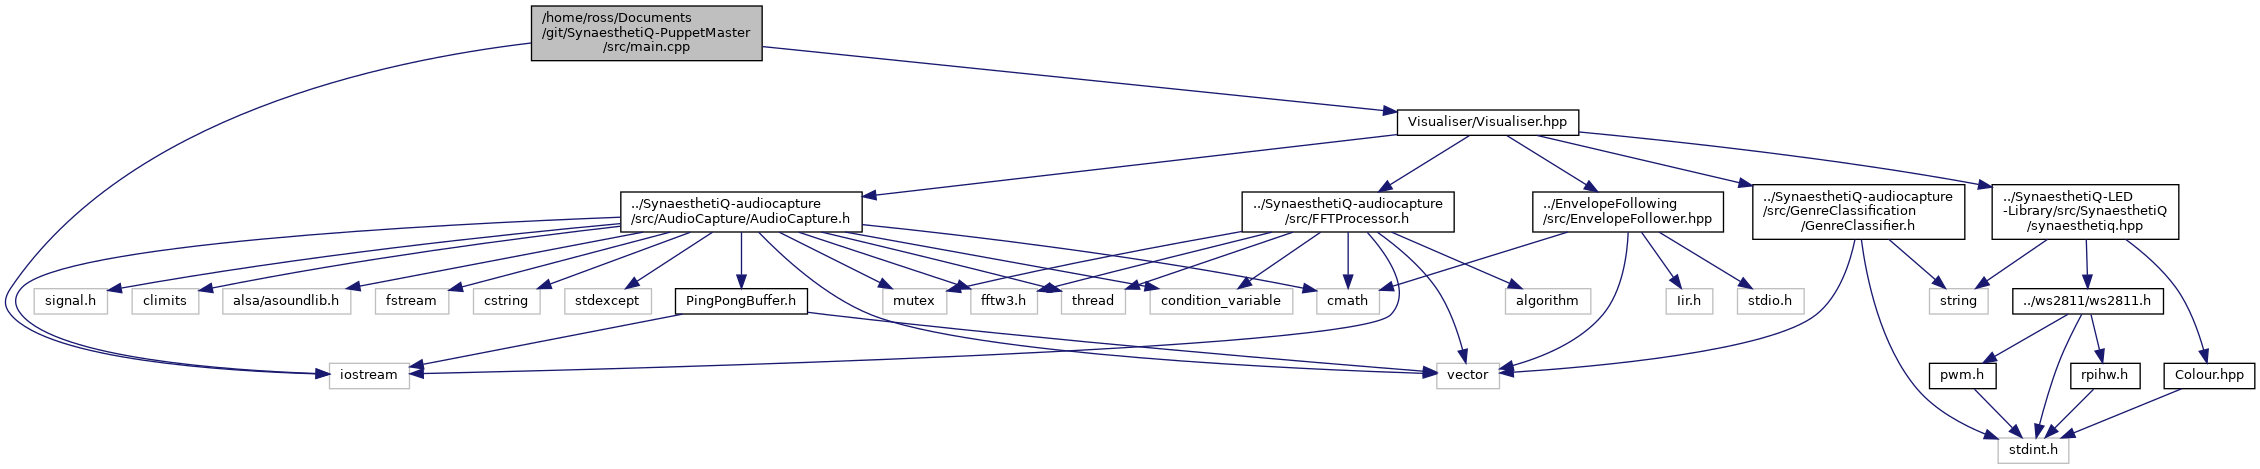 /home/ross/Documents
/git/SynaesthetiQ-PuppetMaster
/src/main.cpp
Visualiser/Visualiser.hpp
../SynaesthetiQ-audiocapture
/src/AudioCapture/AudioCapture.h
../SynaesthetiQ-audiocapture
/src/FFTProcessor.h
../EnvelopeFollowing
/src/EnvelopeFollower.hpp
../SynaesthetiQ-audiocapture
/src/GenreClassification
/GenreClassifier.h
../SynaesthetiQ-LED
-Library/src/SynaesthetiQ
/synaesthetiq.hpp
signal.h
climits
alsa/asoundlib.h
fstream
cstring
stdexcept
PingPongBuffer.h
mutex
fftw3.h
thread
condition_variable
cmath
algorithm
Iir.h
stdio.h
string
../ws2811/ws2811.h
iostream
vector
pwm.h
rpihw.h
Colour.hpp
stdint.h